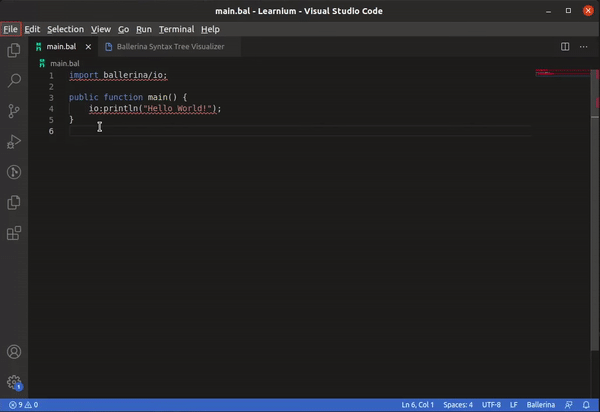 main.bal - Learnium - Visual Studio Code
File Edit Selection View Go Run Terminal Help
main.bal Ballerina Syntax Tree Visualizer
main.bal
1 import ballerina/io;
2
3 public function main() {
4 io:println("Hello World!");
5 }
6
1
9 0 Ln 6, Col 1 Spaces: 4 UTF-8 LF Ballerina